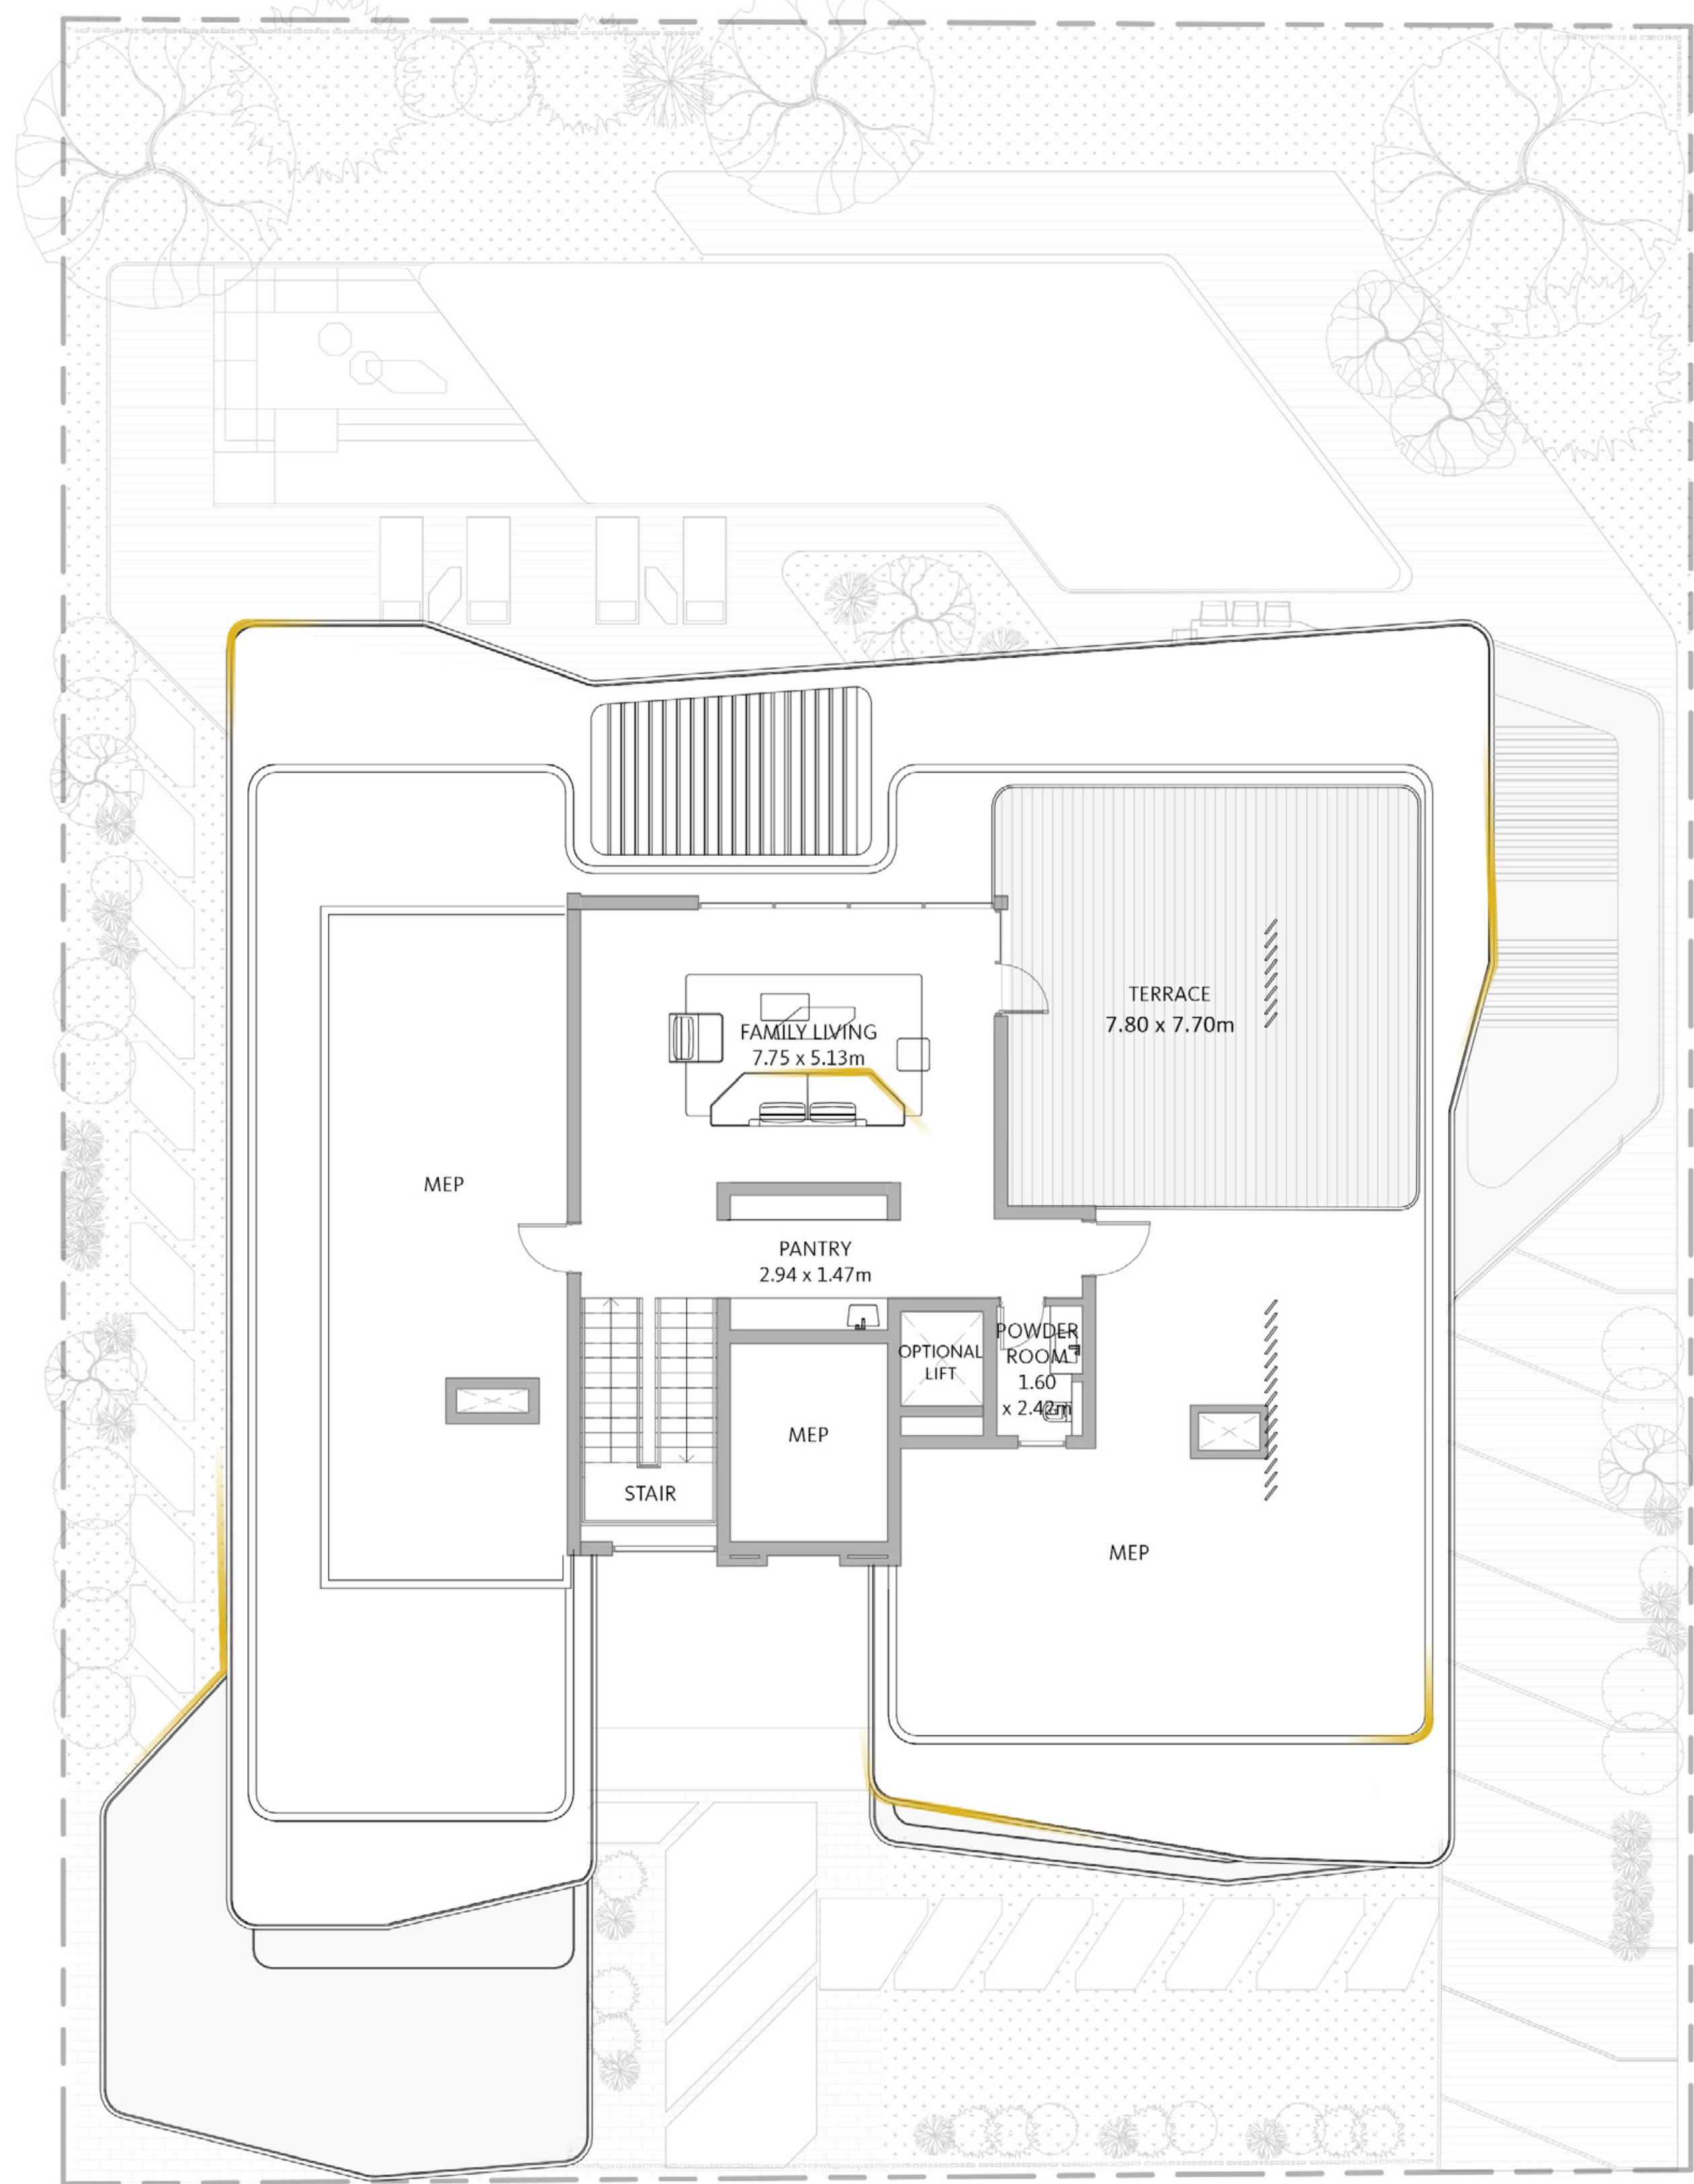 TERRACE
7.80 x 7.70m
FAMILY LIVING
7.75 x 5.13m
MEP
PANTRY
2.94 x 1.47m
POWDER
ROOM
1.60
x 2.42m
OPTIONAL
LIFT
MEP
STAIR
MEP